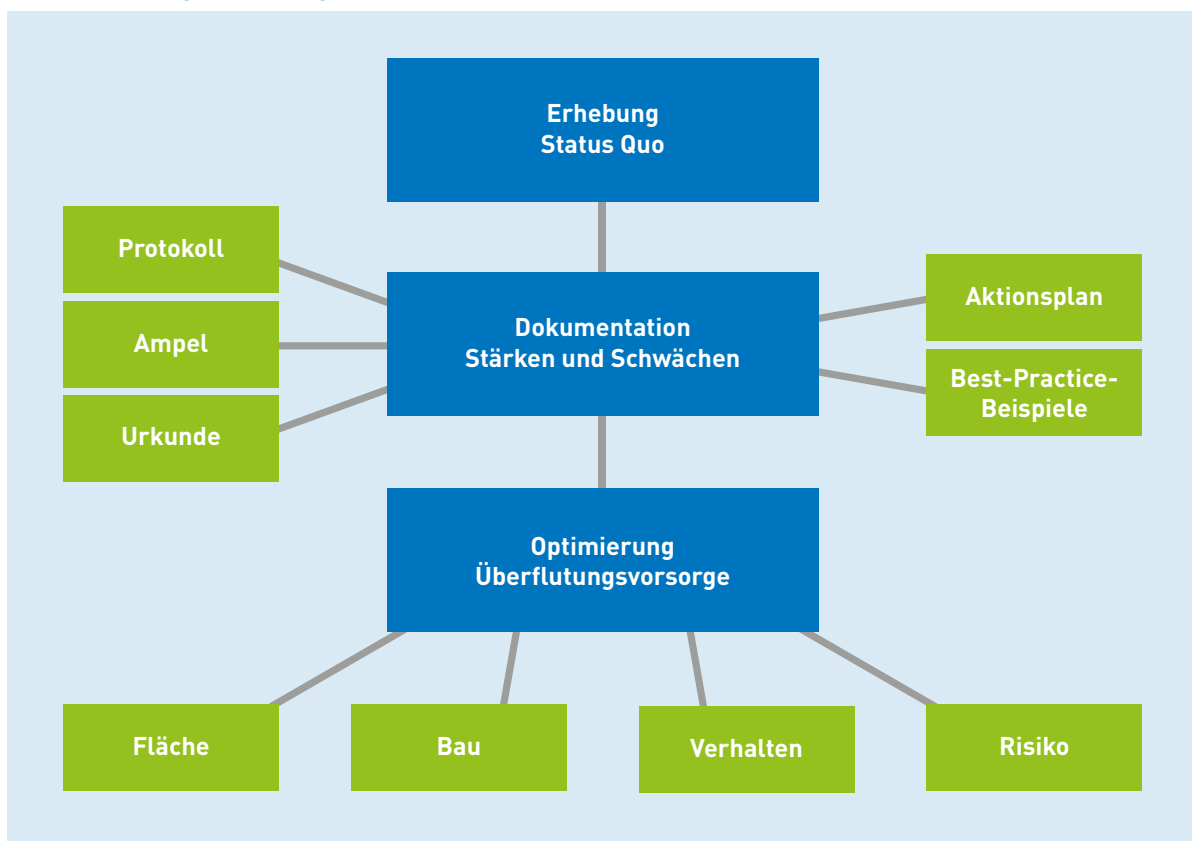 Erhebung
Status Quo
Protokoll
Ampel
Urkunde
Dokumentation
Stärken und Schwächen
Aktionsplan
Best-Practice-
Beispiele
Optimierung
Überflutungsvorsorge
Fläche
Bau
Verhalten
Risiko